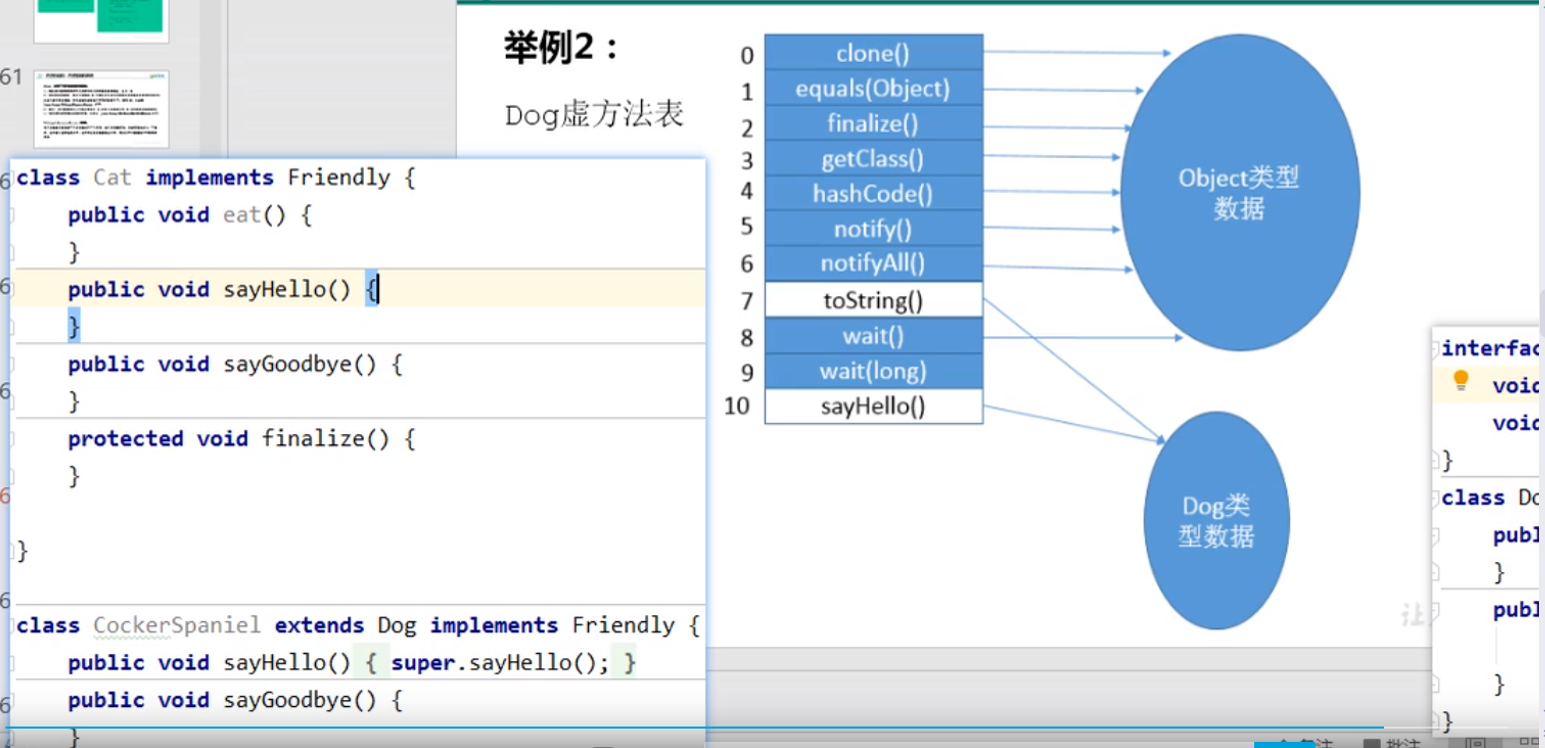 61
举例2：
Dog虚方法表
0 clone()
1 equals(Object)
2 finalize()
3 getClass()
4 hashCode()
5 notify()
6 notifyAll()
7 toString()
8 wait()
9 wait(long)
10 sayHello()
Object类型
数据
Dog类
型数据
class Cat implements Friendly {
public void eat() {
}
public void sayHello() {
}
public void sayGoodbye() {
}
protected void finalize() {
}
}
class CockerSpaniel extends Dog implements Friendly {
public void sayHello() { super.sayHello(); }
public void sayGoodbye() {
}
interfac
void
void
}
class Do
publ
}
publ
}
}
让
批注